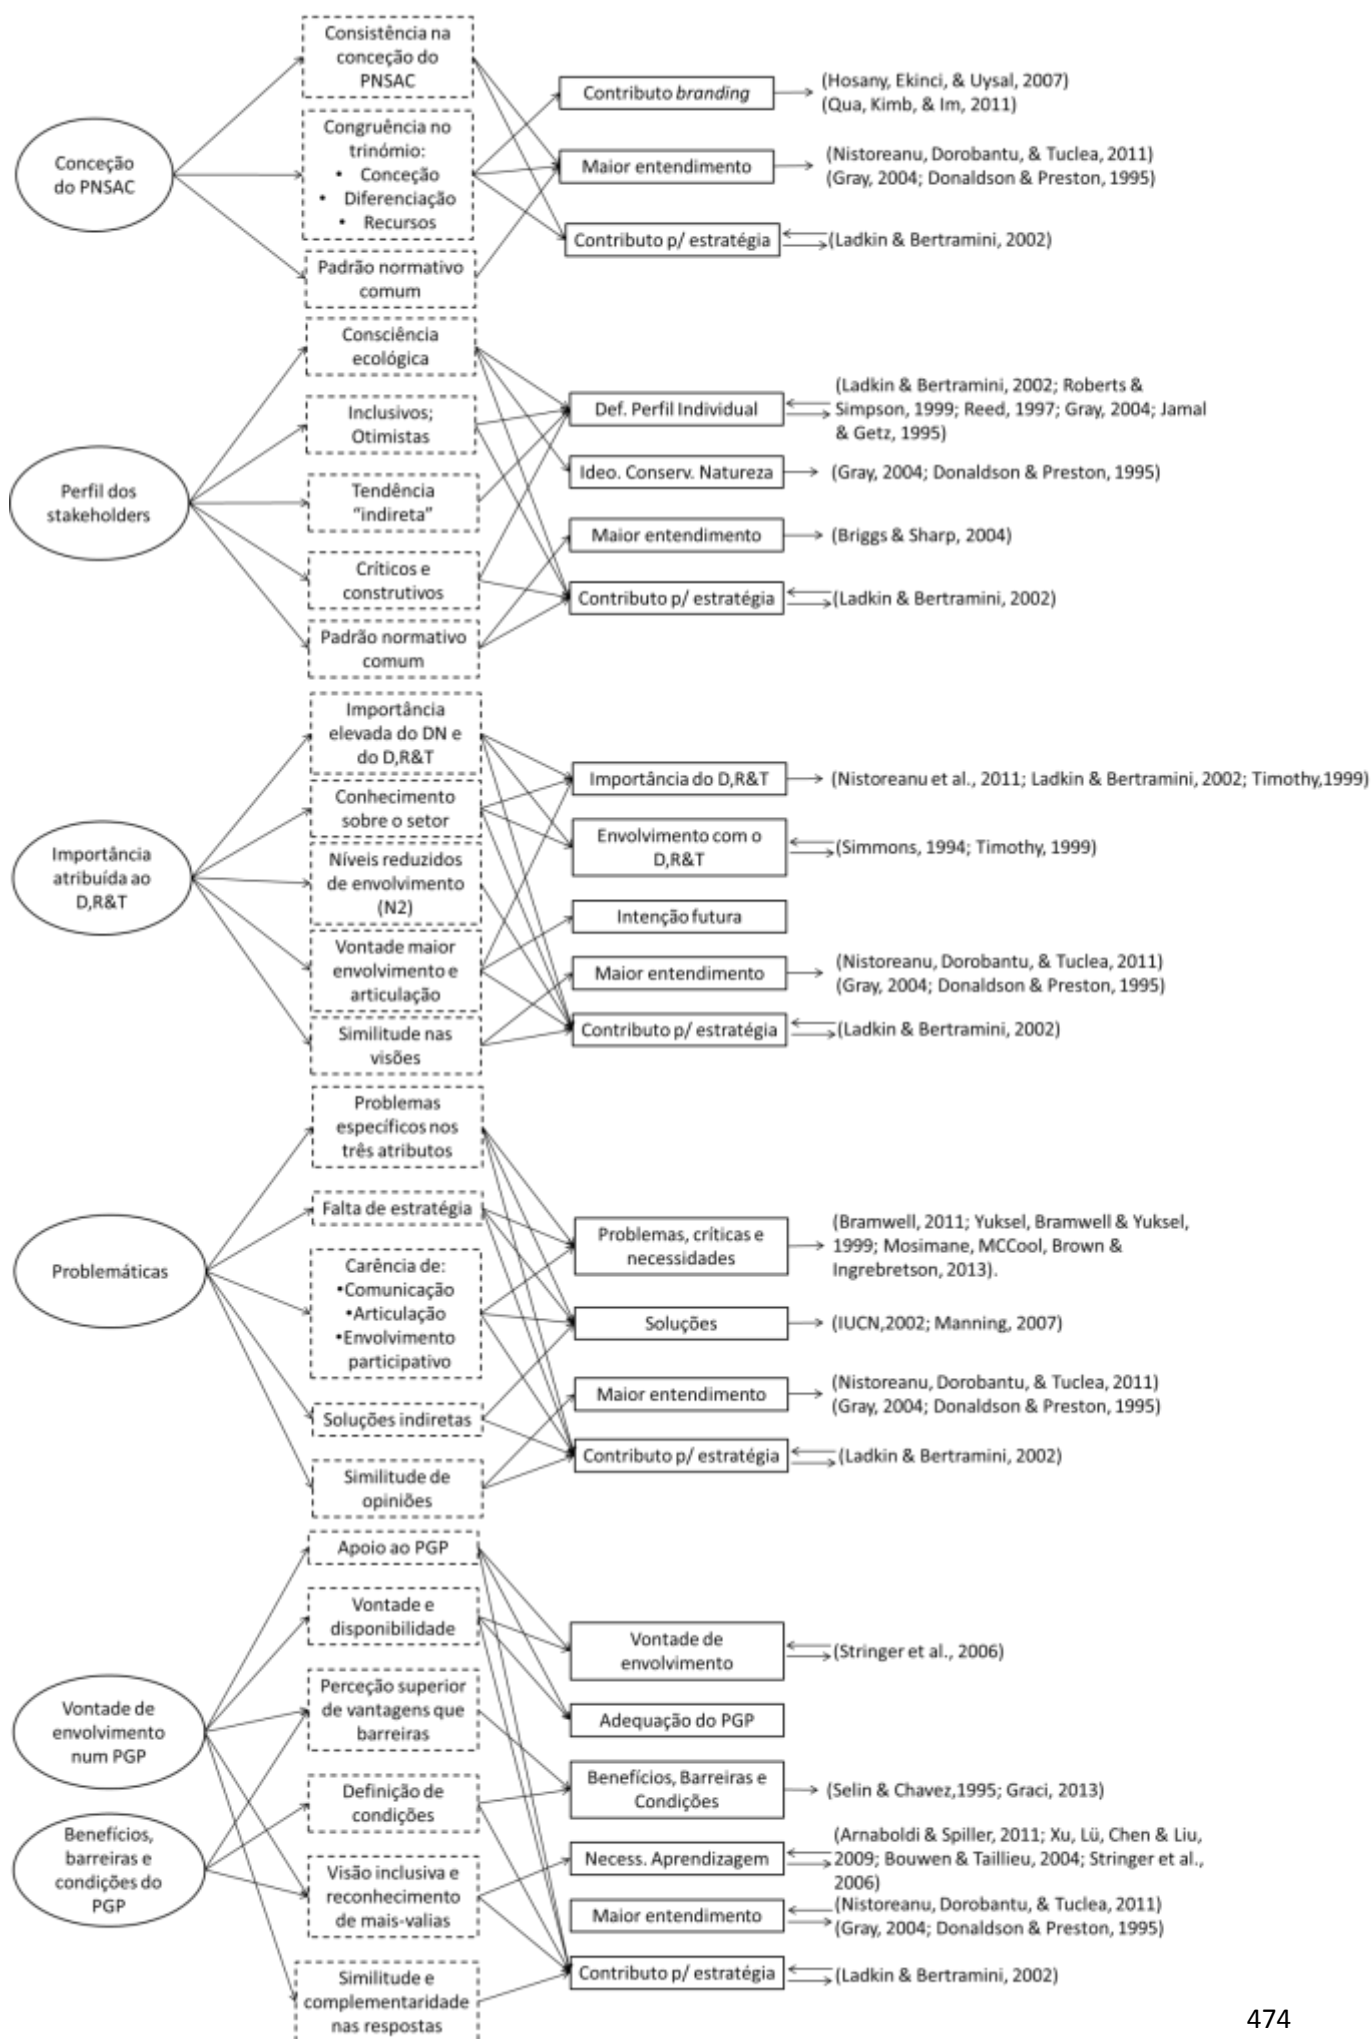 Consistência na
conceção do
PNSAC
Congruência no
trinómio:
• Conceção
• Diferenciação
• Recursos
Padrão normativo
comum
Conceção
do PNSAC
Contributo branding
Maior entendimento
Contributo p/ estratégia
(Hosany, Ekinci, & Uysal, 2007)
(Qua, Kimb, & Im, 2011)
(Nistoreanu, Dorobantu, & Tuclea, 2011)
(Gray, 2004; Donaldson & Preston, 1995)
(Ladkin & Bertramini, 2002)
Perfil dos
stakeholders
Consciência
ecológica
Inclusivos;
Otimistas
Tendência
“indireta”
Críticos e
construtivos
Padrão normativo
comum
Def. Perfil Individual
Ideo. Conserv. Natureza
Maior entendimento
Contributo p/ estratégia
(Ladkin & Bertramini, 2002; Roberts &
Simpson, 1999; Reed, 1997; Gray, 2004; Jamal
& Getz, 1995)
(Gray, 2004; Donaldson & Preston, 1995)
(Briggs & Sharp, 2004)
(Ladkin & Bertramini, 2002)
Importância
atribuída ao
D,R&T
Importância
elevada do DN e
do D,R&T
Conhecimento
sobre o setor
Níveis reduzidos
de envolvimento
(N2)
Vontade maior
envolvimento e
articulação
Similitude nas
visões
Importância do D,R&T
Envolvimento com o
D,R&T
Intenção futura
Maior entendimento
Contributo p/ estratégia
(Nistoreanu et al., 2011; Ladkin & Bertramini, 2002; Timothy,1999)
(Simmons, 1994; Timothy, 1999)
(Nistoreanu, Dorobantu, & Tuclea, 2011)
(Gray, 2004; Donaldson & Preston, 1995)
(Ladkin & Bertramini, 2002)
Problemáticas
Problemas
específicos nos
três atributos
Falta de estratégia
Carência de:
•Comunicação
•Articulação
•Envolvimento
participativo
Soluções indiretas
Similitude de
opiniões
Problemas, críticas e
necessidades
Soluções
Maior entendimento
Contributo p/ estratégia
(Bramwell, 2011; Yuksel, Bramwell & Yuksel,
1999; Mosimane, MCCool, Brown &
Ingrebretson, 2013).
(IUCN,2002; Manning, 2007)
(Nistoreanu, Dorobantu, & Tuclea, 2011)
(Gray, 2004; Donaldson & Preston, 1995)
(Ladkin & Bertramini, 2002)
Vontade de
envolvimento
num PGP
Benefícios,
barreiras e
condições do
PGP
Apoio ao PGP
Vontade e
disponibilidade
Perceção superior
de vantagens que
barreiras
Definição de
condições
Visão inclusiva e
reconhecimento
de mais-valias
Similitude e
complementaridade
nas respostas
Vontade de
envolvimento
Adequação do PGP
Benefícios, Barreiras e
Condições
Necess. Aprendizagem
Maior entendimento
Contributo p/ estratégia
(Stringer et al., 2006)
(Selin & Chavez,1995; Graci, 2013)
(Arnaboldi & Spiller, 2011; Xu, Lü, Chen & Liu,
2009; Bouwen & Taillieu, 2004; Stringer et al.,
2006)
(Nistoreanu, Dorobantu, & Tuclea, 2011)
(Gray, 2004; Donaldson & Preston, 1995)
(Ladkin & Bertramini, 2002)
474